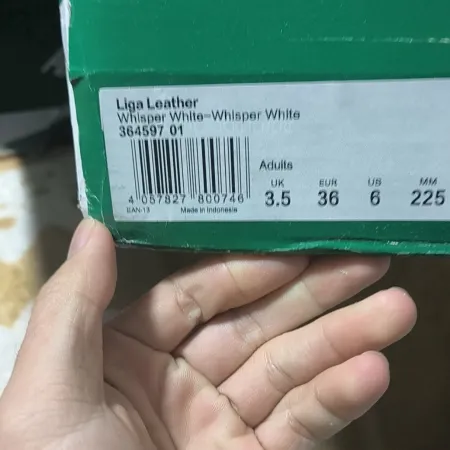 Liga Leather
Whisper White-Whisper White
364597 01
Adults
UK EUR US MM
3.5 36 6 225
4 057827 800746
EAN-13 Made in Indonesia